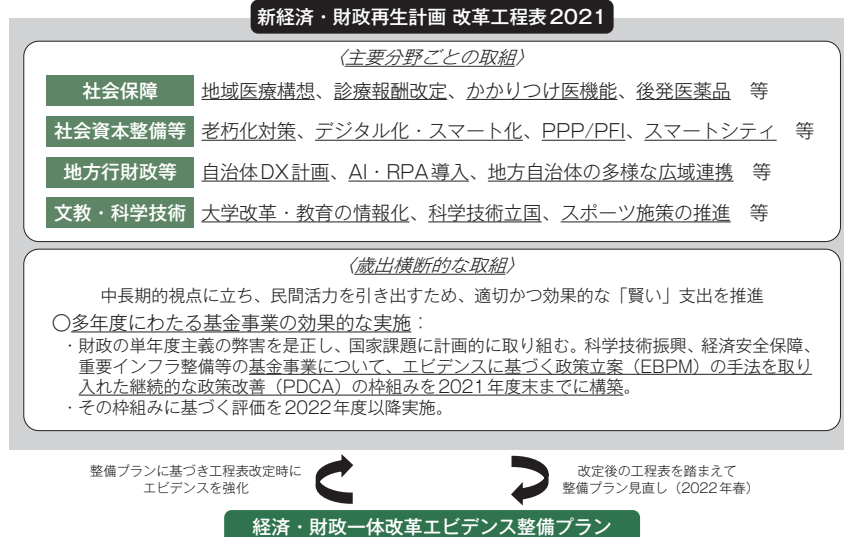 新経済・財政再生計画 改革工程表2021
〈主要分野ごとの取組〉
社会保障 地域医療構想、診療報酬改定、かかりつけ医機能、後発医薬品 等
社会資本整備等 老朽化対策、デジタル化・スマート化、PPP/PFI、スマートシティ 等
地方行財政等 自治体DX計画、AI・RPA導入、地方自治体の多様な広域連携 等
文教・科学技術 大学改革・教育の情報化、科学技術立国、スポーツ施策の推進 等
〈歳出横断的な取組〉
中長期的視点に立ち、民間活力を引き出すため、適切かつ効果的な「賢い」支出を推進
〇多年度にわたる基金事業の効果的な実施：
・財政の単年度主義の弊害を是正し、国家課題に計画的に取り組む。科学技術振興、経済安全保障、
重要インフラ整備等の基金事業について、エビデンスに基づく政策立案（EBPM）の手法を取り
入れた継続的な政策改善（PDCA）の枠組みを2021年度末までに構築。
・その枠組みに基づく評価を2022年度以降実施。
整備プランに基づき工程表改定時に
エビデンスを強化
改定後の工程表を踏まえて
整備プラン見直し（2022年春）
経済・財政一体改革エビデンス整備プラン